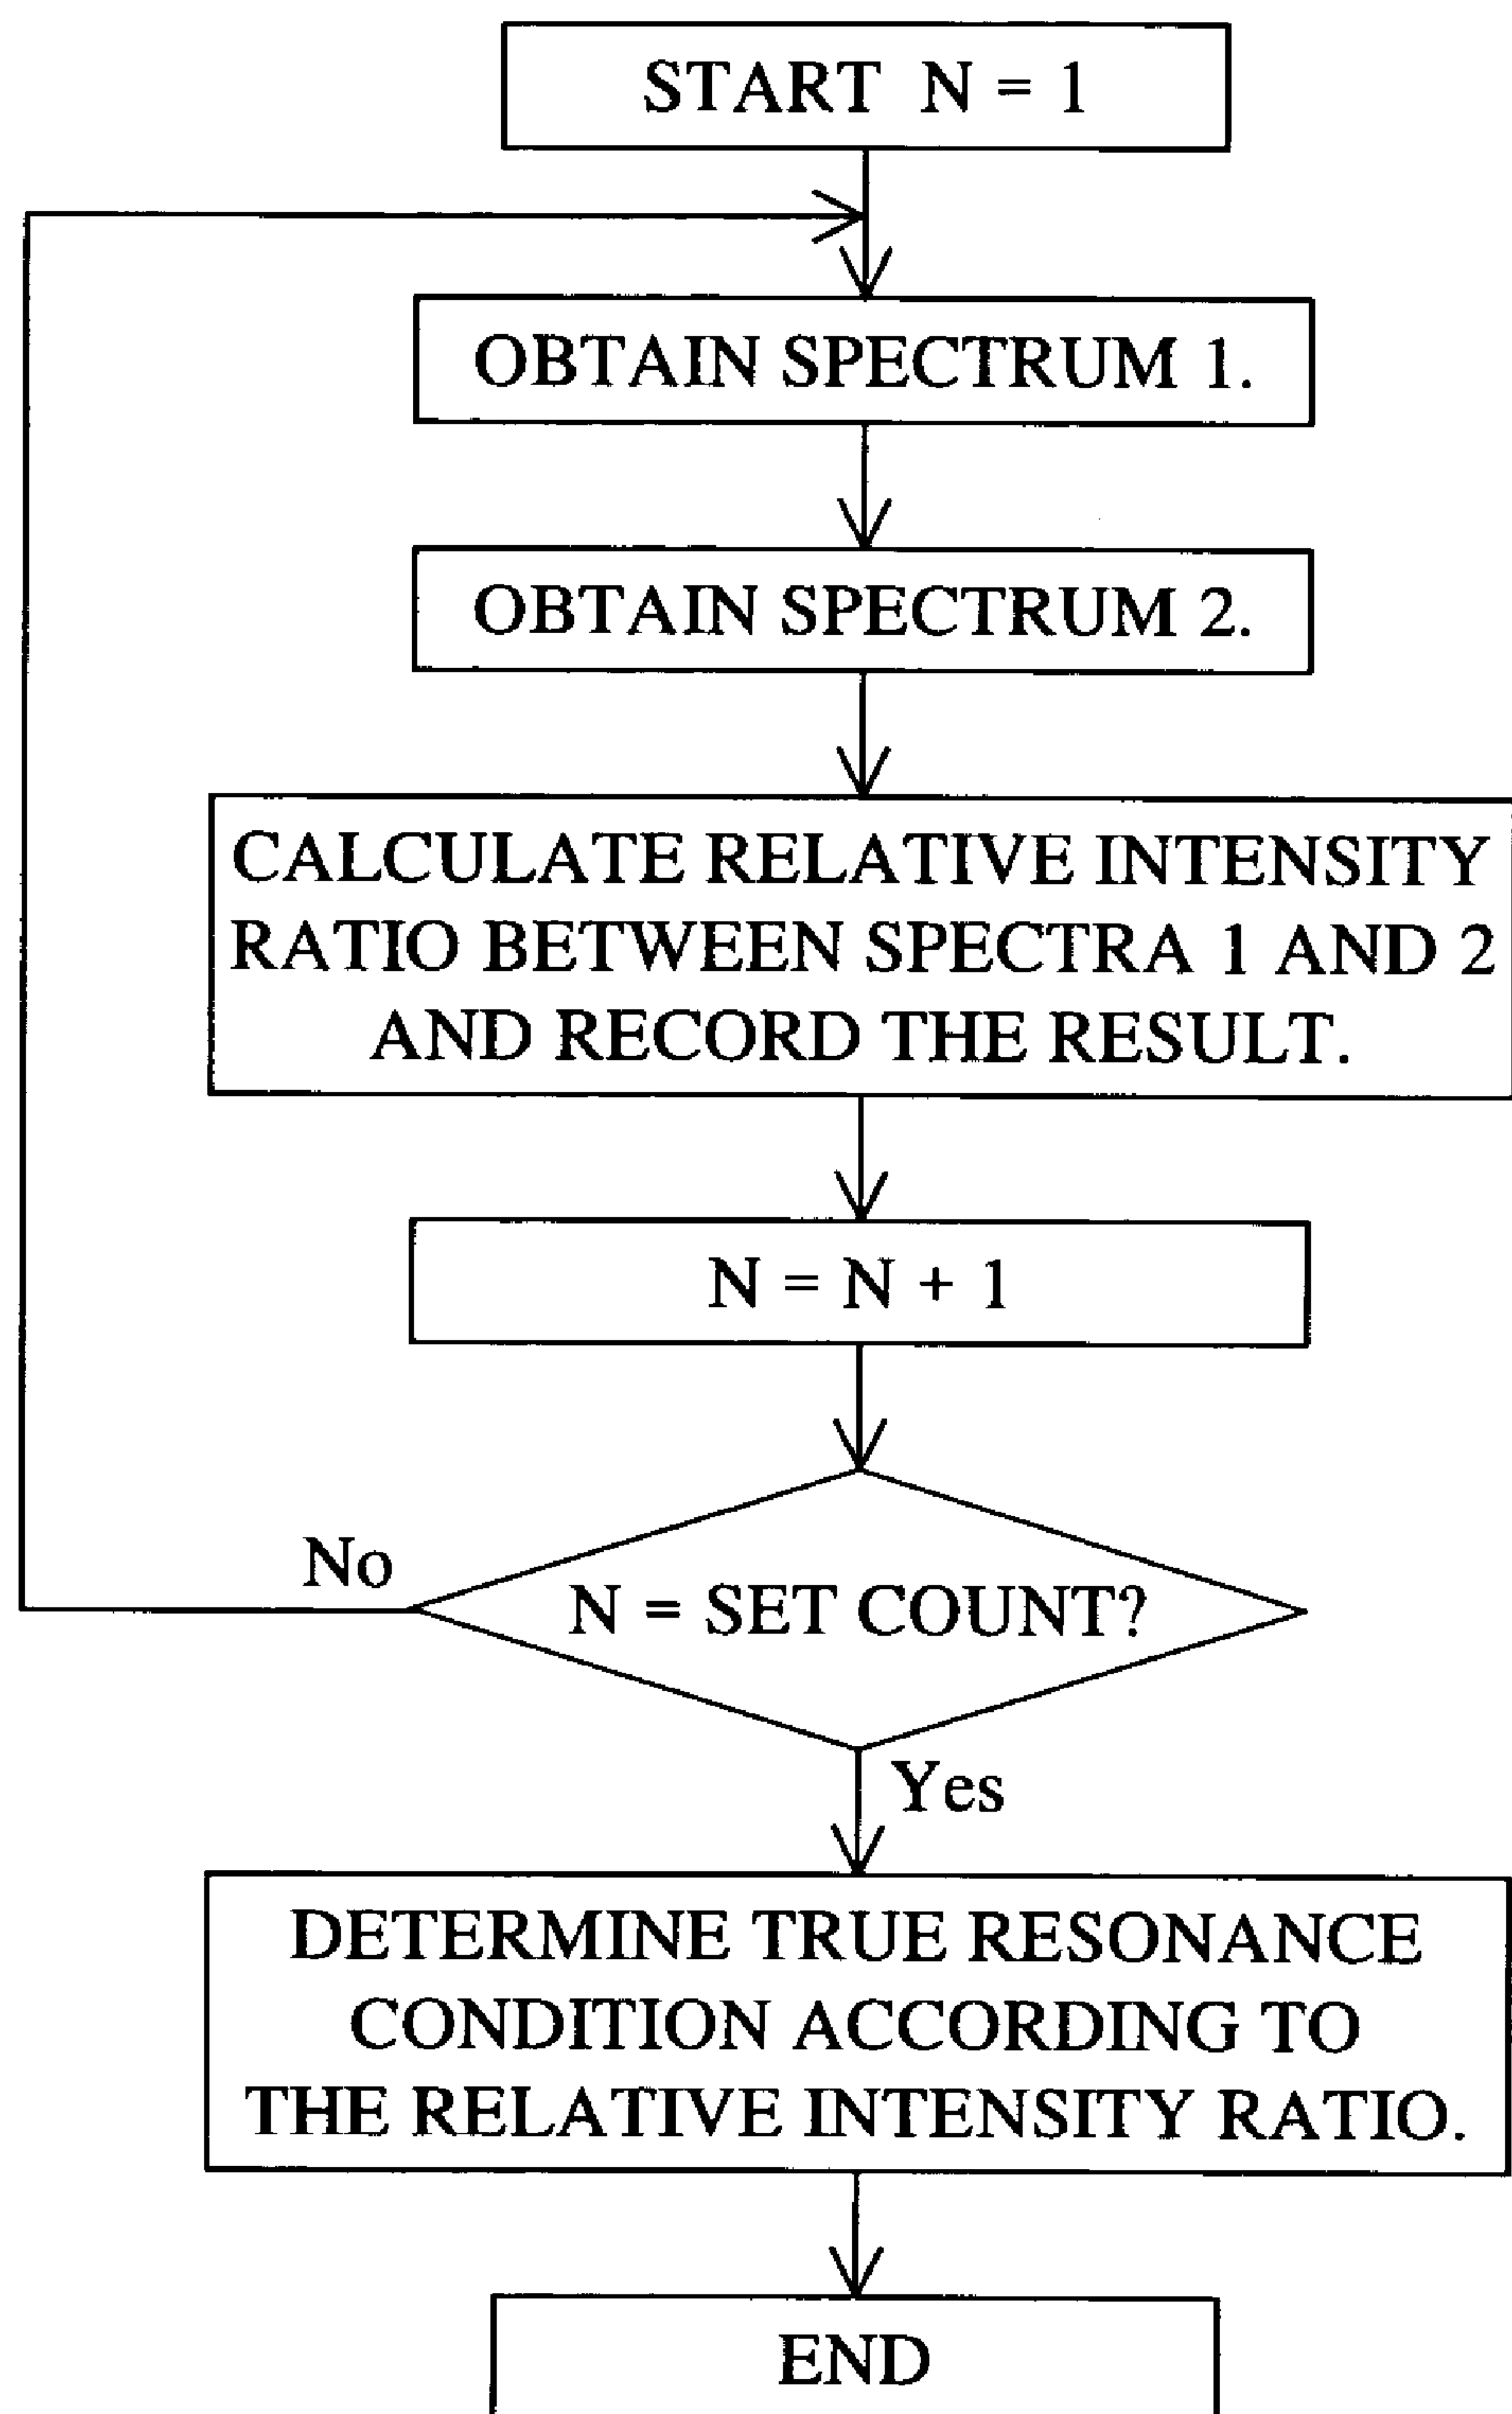 START N = 1
OBTAIN SPECTRUM 1.
OBTAIN SPECTRUM 2.
CALCULATE RELATIVE INTENSITY
RATIO BETWEEN SPECTRA 1 AND 2
AND RECORD THE RESULT.
N = N + 1
No
N = SET COUNT?
Yes
DETERMINE TRUE RESONANCE
CONDITION ACCORDING TO
THE RELATIVE INTENSITY RATIO.
END